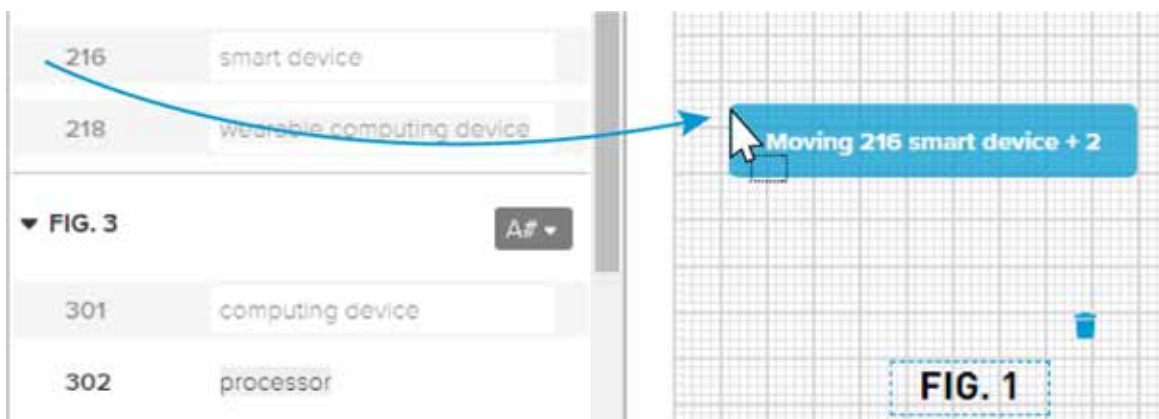 216 smart device
218 wearable computing device
Moving 216 smart device + 2
FIG. 3 A#
301 computing device
302 processor
FIG. 1